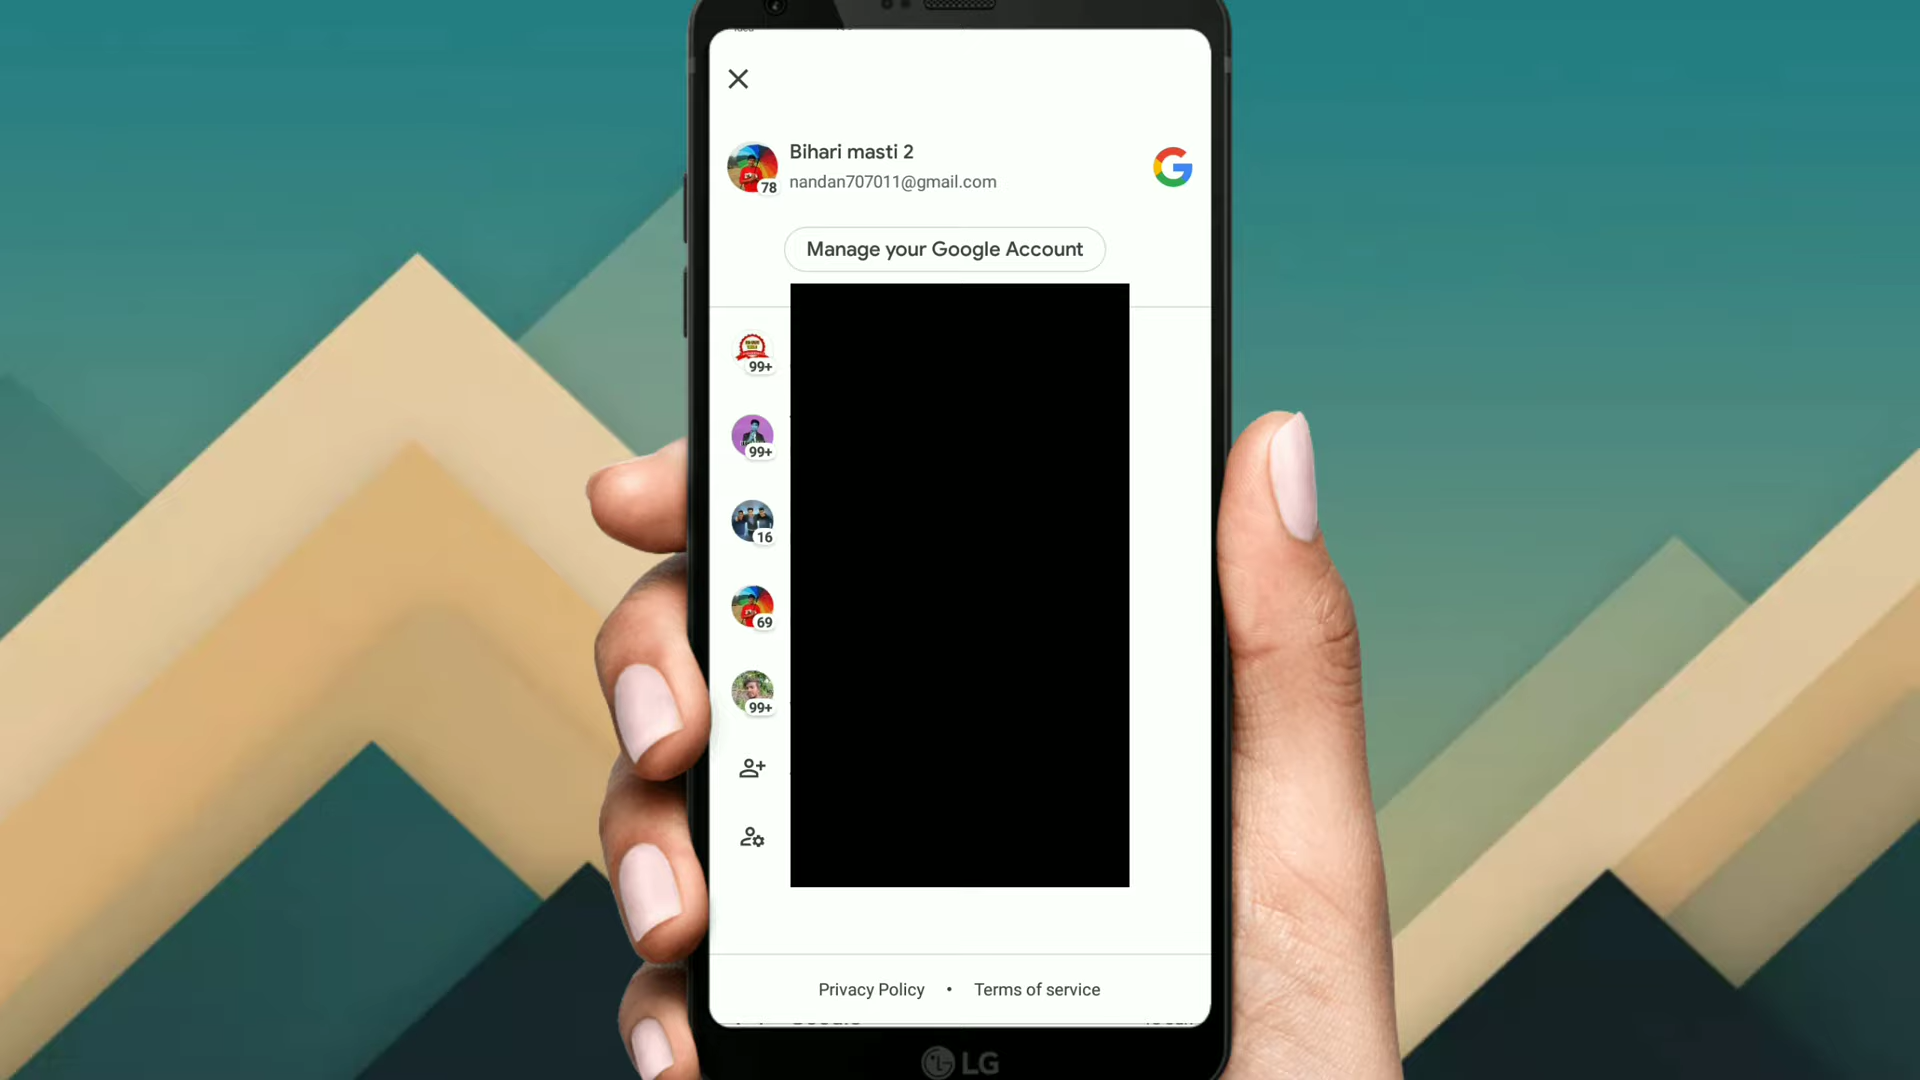 Bihari masti 2
78
nandan707011@gmail.com
Manage your Google Account
99+
99+
16
69
99+
Privacy Policy • Terms of service
LG